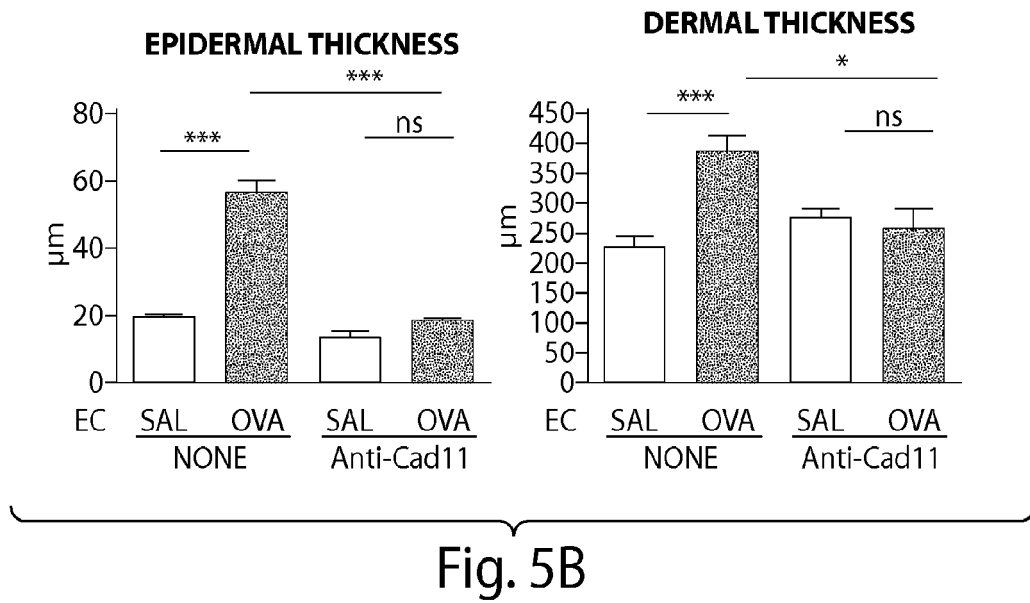 EPIDERMAL THICKNESS
***
***
ns
80
60
40
20
0
µm
EC SAL OVA SAL OVA
NONE Anti-Cad11
DERMAL THICKNESS
*
***
ns
450
400
350
300
250
200
150
100
50
0
µm
EC SAL OVA SAL OVA
NONE Anti-Cad11
Fig. 5B